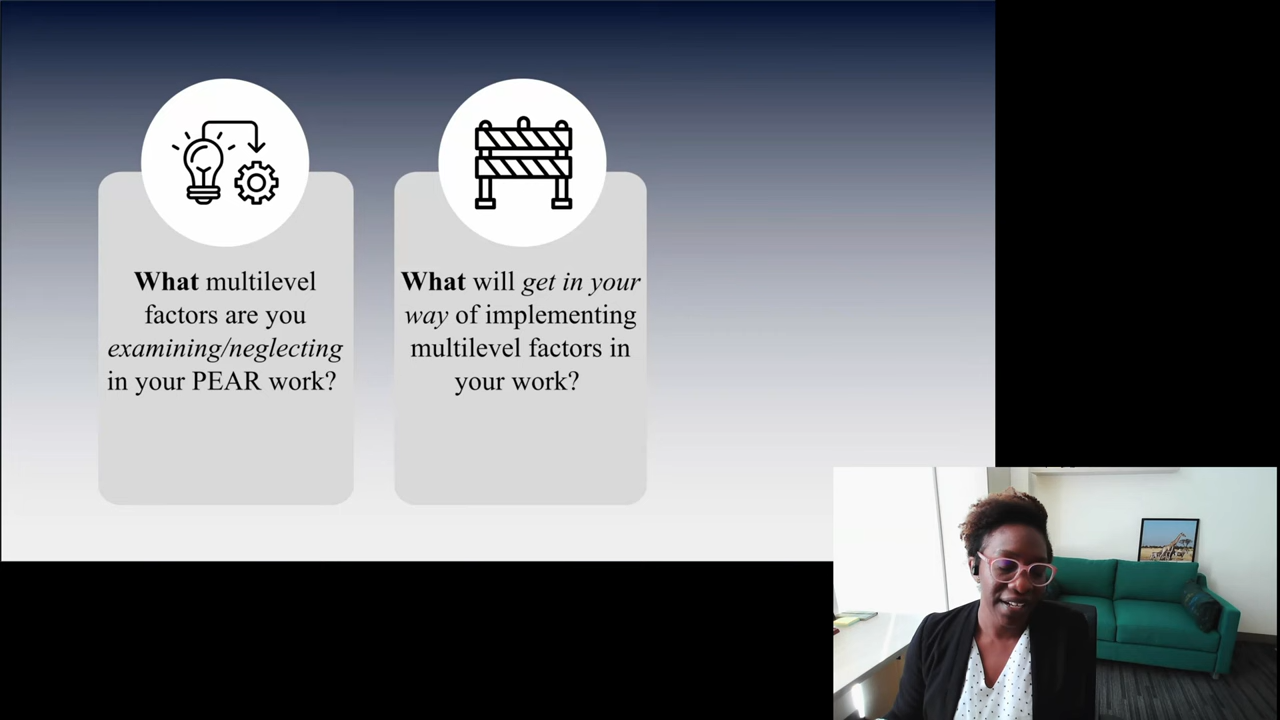 What multilevel
factors are you
examining/neglecting
in your PEAR work?
What will get in your
way of implementing
multilevel factors in
your work?